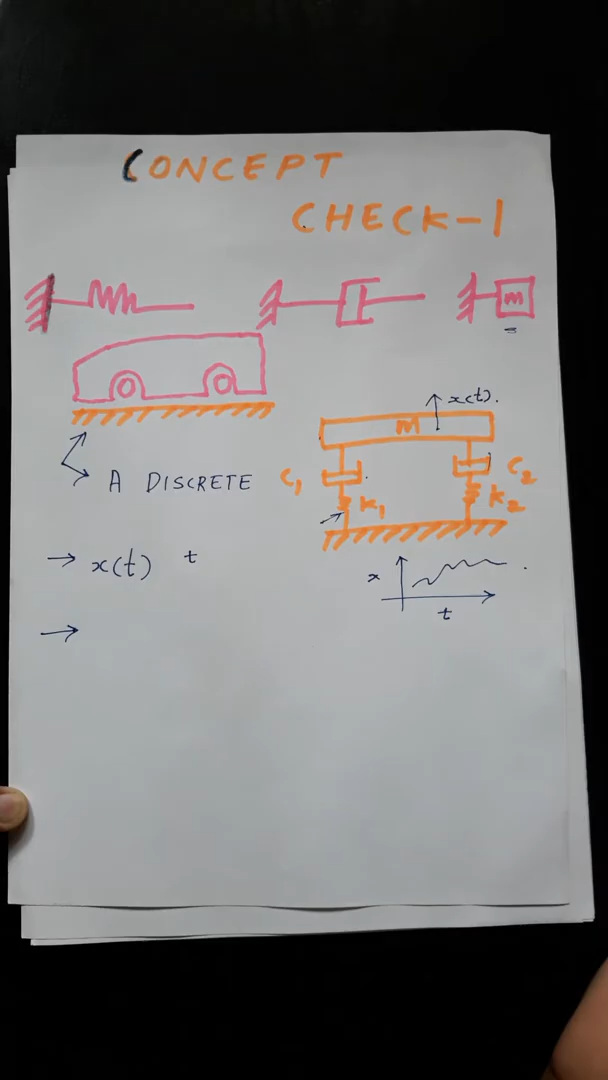 CONCEPT
CHECK-1
m
x(t).
m
A DISCRETE
C₁
K₁
C₂
K₂
→ x(t) t
x
t
→